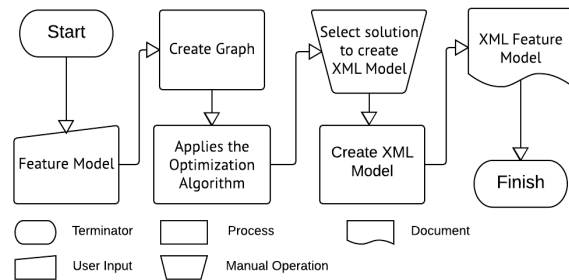 Start
Feature Model
Create Graph
Applies the
Optimization
Algorithm
Select solution
to create
XML Model
Create XML
Model
XML Feature
Model
Finish
Terminator
Process
Document
User Input
Manual Operation